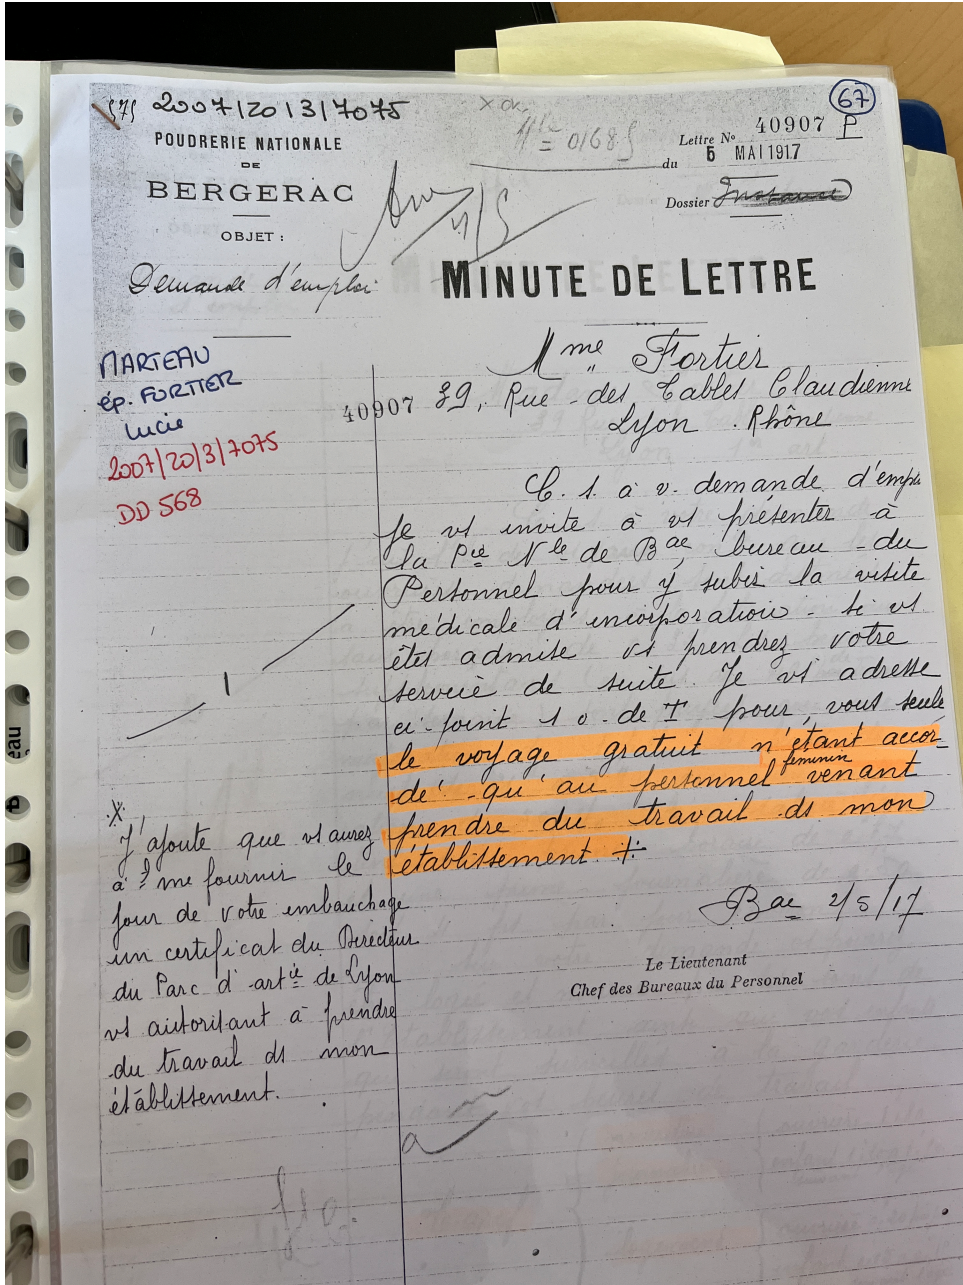 575 2007/20/3/7075
67
POUDRERIE NATIONALE
DE
BERGERAC
Lettre No 40907 P
du 5 MAI 1917
Dossier
OBJET :
Demande d'emploi
MINUTE DE LETTRE
MARTEAU
ép. FORTIER
Lucie
2007/20/3/7075
DD 568
Mme Fortier
40907 39, Rue des Tables Claudienne
Lyon . Rhône
C. s. à v. demande d'emploi
Je vs invite à vs présenter à
la Pie Nle de Bac, bureau du
Personnel pour y subir la visite
médicale d'incorporation - Si vs
êtes admise vs prendrez votre
service de suite. Je vs adresse
ci-joint 1 o. de T pour vous seule
le voyage gratuit n'étant accor-
dé qu'au personnel féminin venant
prendre du travail ds mon
établissement +
Bac 2/5/17
Le Lieutenant
Chef des Bureaux du Personnel
J'ajoute que vs aurez
à me fournir le
jour de votre embauchage
un certificat du Directeur
du Parc d'artie de Lyon
vs autorisant à prendre
du travail ds mon
établissement.
eau